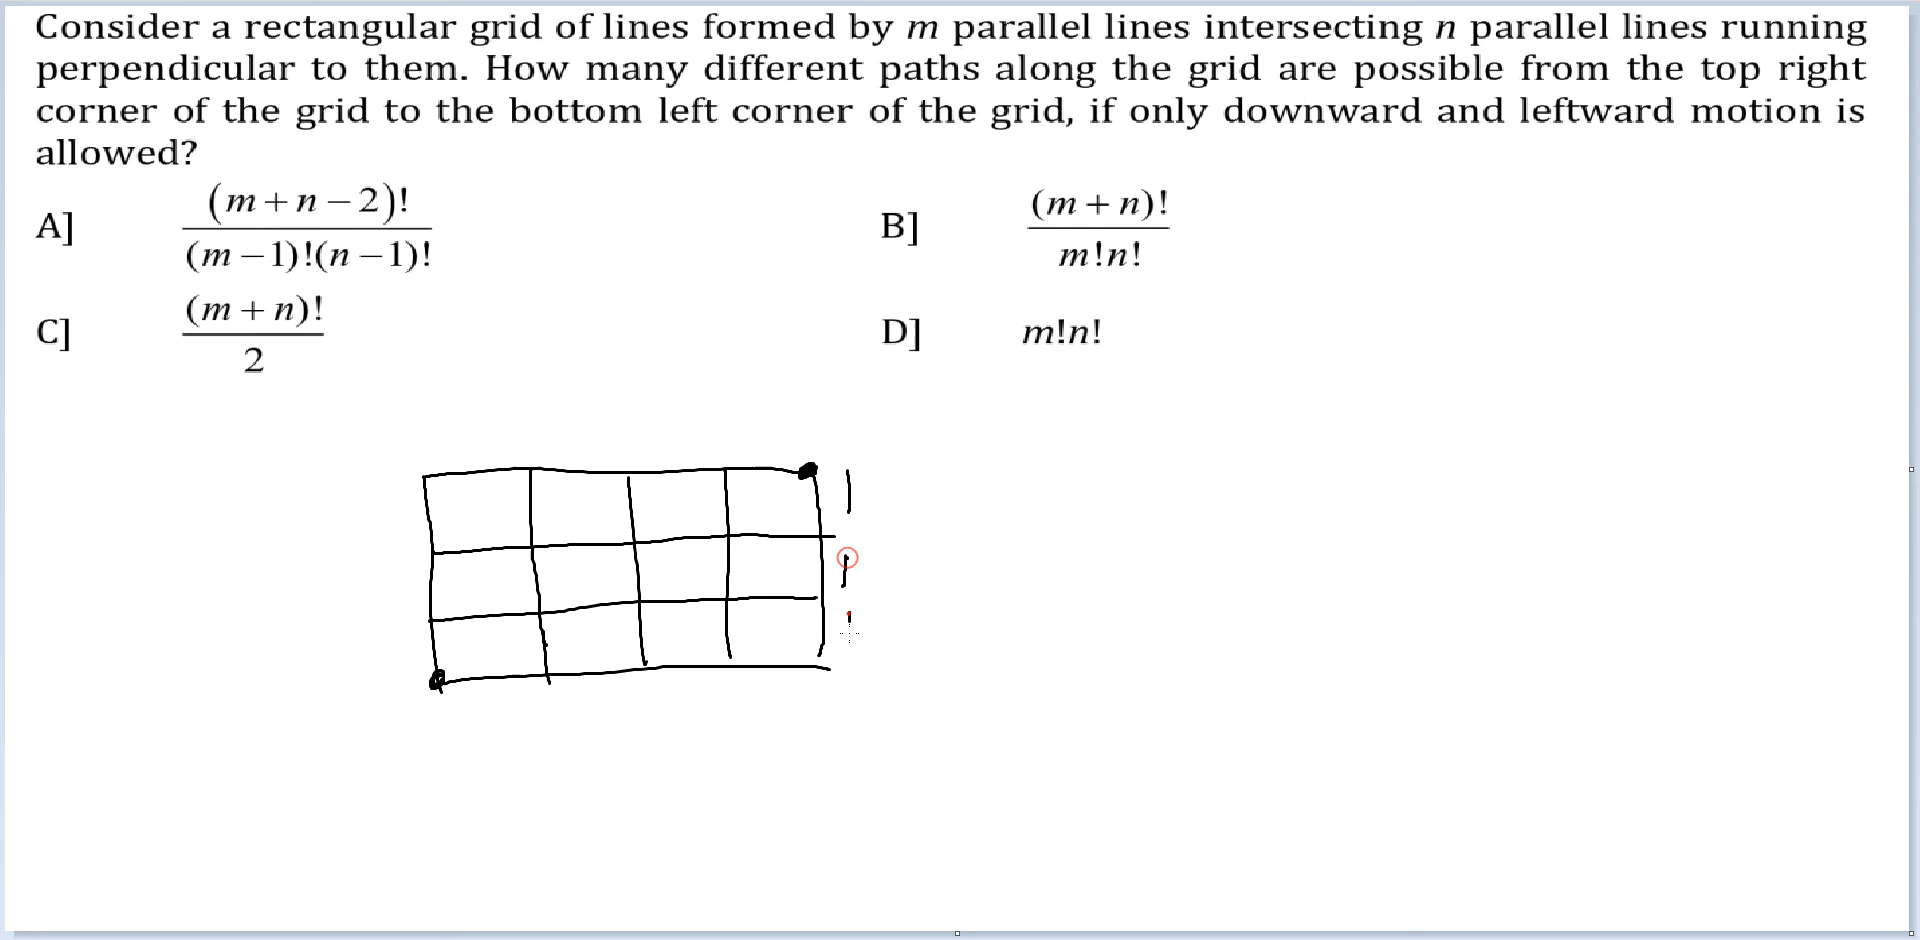 Consider a rectangular grid of lines formed by m parallel lines intersecting n parallel lines running
perpendicular to them. How many different paths along the grid are possible from the top right
corner of the grid to the bottom left corner of the grid, if only downward and leftward motion is
allowed?
A] (m + n – 2)! / (m – 1)!(n – 1)!
B] (m + n)! / m!n!
C] (m + n)! / 2
D] m!n!